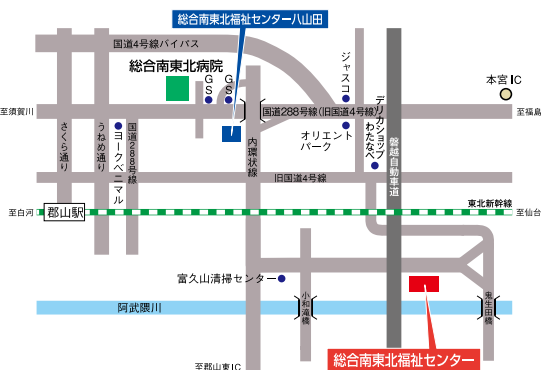 総合南東北福祉センター八山田
国道4号線バイパス
総合南東北病院
GS
GS
ジャスコ
本宮IC
至須賀川
国道288号線(旧国道4号線)
至福島
さくら通り
うねめ通り
ヨークベニマル
国道288号線
内環状線
オリエント
パーク
デリカショップ
わたなべ
磐越自動車道
旧国道4号線
東北新幹線
至白河
郡山駅
至仙台
富久山清掃センター
阿武隈川
小和滝橋
鬼生田橋
総合南東北福祉センター
至郡山東IC